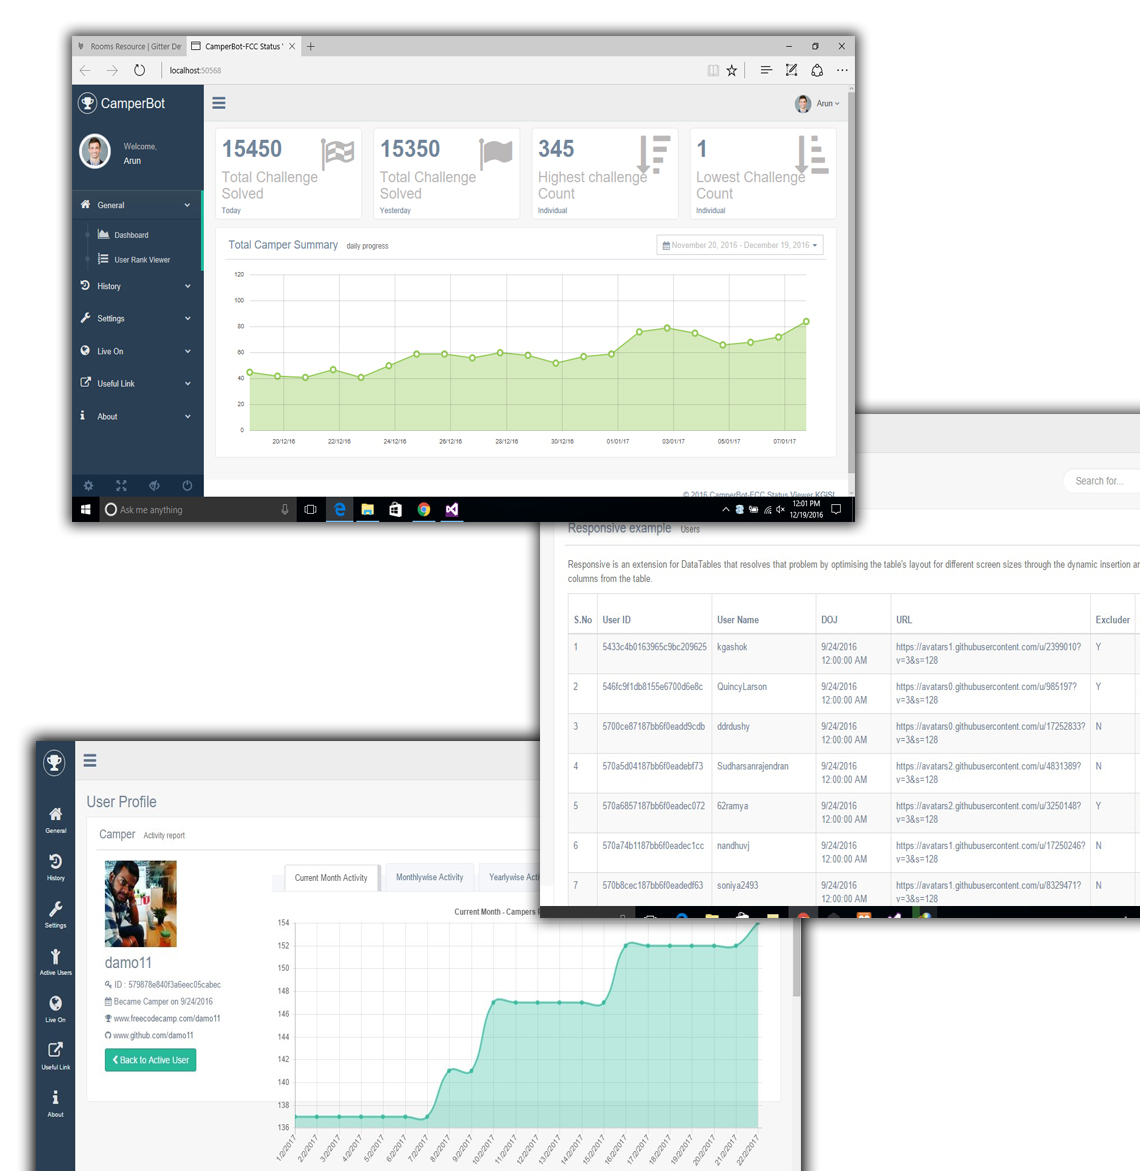 Rooms Resource | Gitter De
CamperBot-FCC Status '
localhost:50568
CamperBot
Arun
Welcome,
Arun
General
Dashboard
User Rank Viewer
History
Settings
Live On
Useful Link
About
15450
Total Challenge
Solved
Today
15350
Total Challenge
Solved
Yesterday
345
Highest challenge
Count
Individual
1
Lowest Challenge
Count
Individual
Total Camper Summary daily progress
November 20, 2016 - December 19, 2016
120
100
80
60
40
20
0
20/12/16 22/12/16 24/12/16 26/12/16 28/12/16 30/12/16 01/01/17 03/01/17 05/01/17 07/01/17
© 2016 CamperBot-FCC Status Viewer KGISL
Ask me anything
12:01 PM
12/19/2016
Search for...
Responsive example Users
Responsive is an extension for DataTables that resolves that problem by optimising the table's layout for different screen sizes through the dynamic insertion
columns from the table.
S.No User ID User Name DOJ URL Excluder
1 5433c4b0163965c9bc209625 kgashok 9/24/2016 https://avatars1.githubusercontent.com/u/2399010? Y
12:00:00 AM v=3&s=128
2 546fc9f1db8155e6700d6e8c QuincyLarson 9/24/2016 https://avatars0.githubusercontent.com/u/985197? Y
12:00:00 AM v=3&s=128
3 5700ce87187bb6f0eadd9cdb ddrdushy 9/24/2016 https://avatars0.githubusercontent.com/u/17252833? N
12:00:00 AM v=3&s=128
4 570a5d04187bb6f0eadebf73 Sudharsanrajendran 9/24/2016 https://avatars2.githubusercontent.com/u/4831389? N
12:00:00 AM v=3&s=128
5 570a6857187bb6f0eadec072 62ramya 9/24/2016 https://avatars2.githubusercontent.com/u/3250148? Y
12:00:00 AM v=3&s=128
6 570a74b1187bb6f0eadec1cc nandhuvj 9/24/2016 https://avatars1.githubusercontent.com/u/17250246? N
12:00:00 AM v=3&s=128
7 570b8cec187bb6f0eadedf63 soniya2493 9/24/2016 https://avatars1.githubusercontent.com/u/8329471? N
12:00:00 AM v=3&s=128
General
History
Settings
Active Users
Live On
Useful Link
About
User Profile
Camper Activity report
damo11
ID : 579878e840f3a6eec05cabec
Became Camper on 9/24/2016
www.freecodecamp.com/damo11
www.github.com/damo11
Back to Active User
Current Month Activity Monthlywise Activity Yearlywise Acti
Current Month - Campers
154
152
150
148
146
144
142
140
138
136
1/2/2017 2/2/2017 3/2/2017 4/2/2017 5/2/2017 6/2/2017 7/2/2017 8/2/2017 9/2/2017 10/2/2017 11/2/2017 12/2/2017 13/2/2017 14/2/2017 15/2/2017 16/2/2017 17/2/2017 18/2/2017 19/2/2017 20/2/2017 21/2/2017 22/2/2017